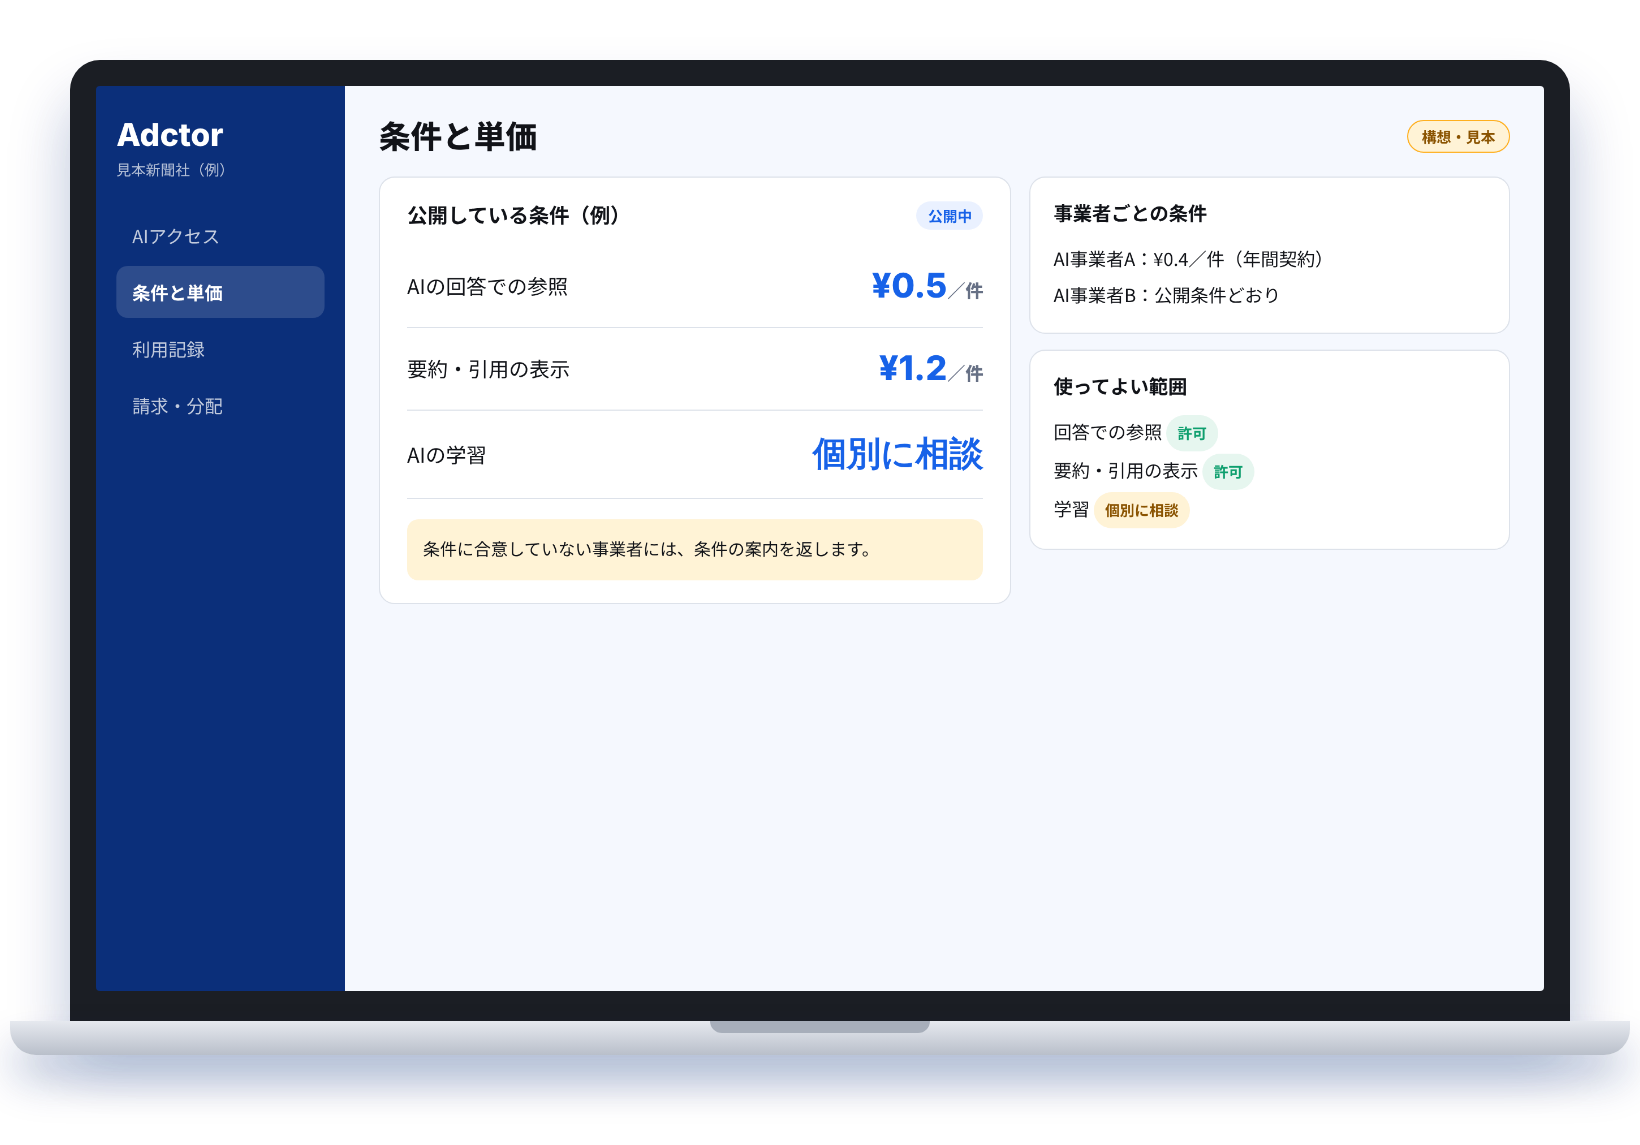 Adctor
見本新聞社（例）
AIアクセス
条件と単価
利用記録
請求・分配
条件と単価
構想・見本
公開している条件（例）
公開中
AIの回答での参照
¥0.5／件
要約・引用の表示
¥1.2／件
AIの学習
個別に相談
条件に合意していない事業者には、条件の案内を返します。
事業者ごとの条件
AI事業者A：¥0.4／件（年間契約）
AI事業者B：公開条件どおり
使ってよい範囲
回答での参照 許可
要約・引用の表示 許可
学習 個別に相談